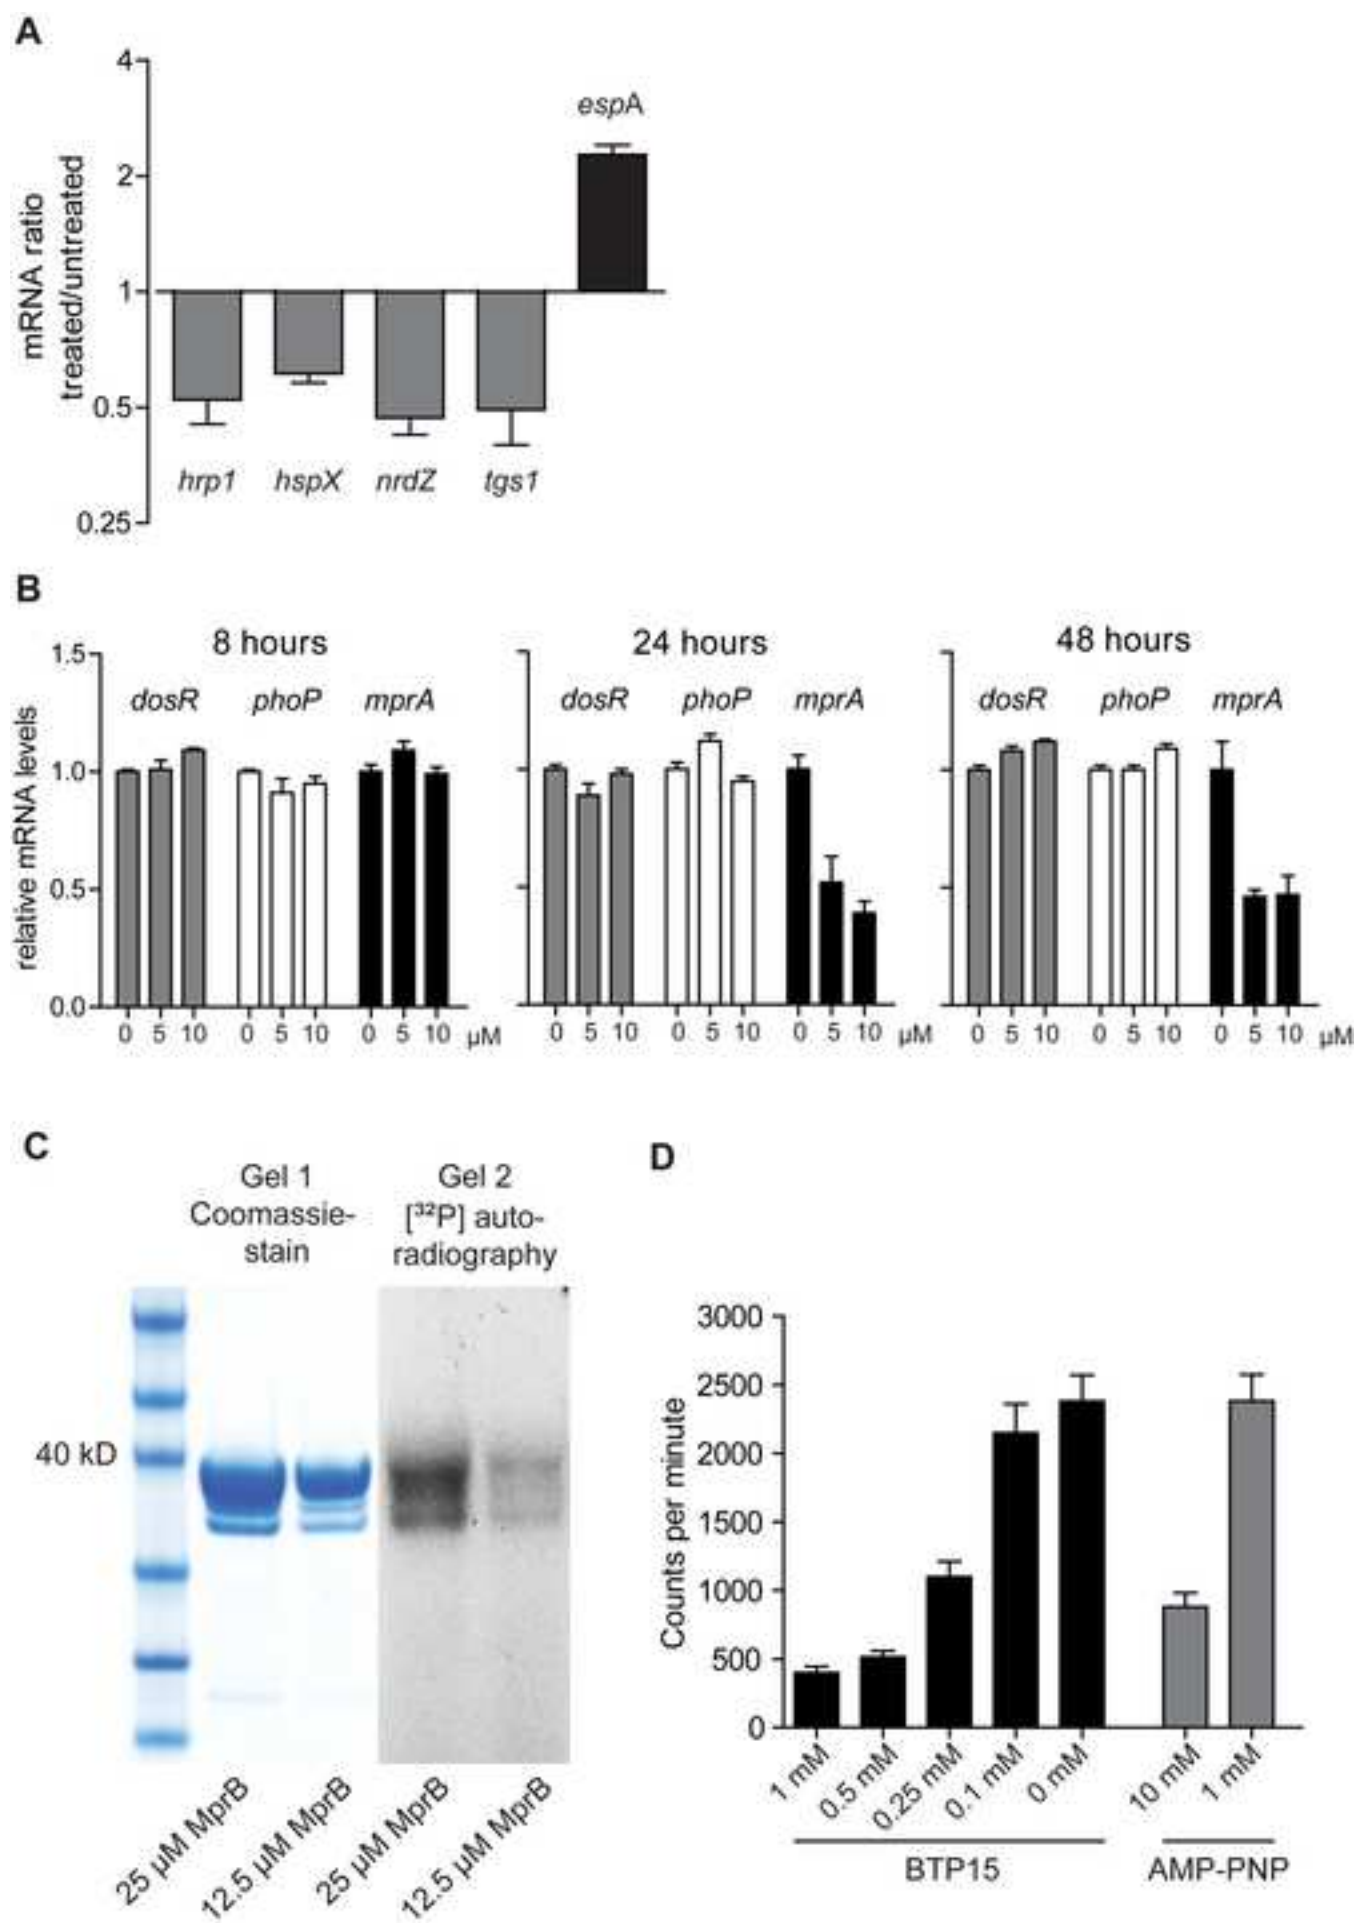 A
4
2
1
0.5
0.25
mRNA ratio
treated/untreated
espA
hrp1 hspX nrdZ tgs1
B
relative mRNA levels
1.5
1.0
0.5
0.0
8 hours
dosR phoP mprA
0 5 10 0 5 10 0 5 10 µM
24 hours
dosR phoP mprA
0 5 10 0 5 10 0 5 10 µM
48 hours
dosR phoP mprA
0 5 10 0 5 10 0 5 10 µM
C
Gel 1
Coomassie-
stain
Gel 2
[³²P] auto-
radiography
40 kD
25 µM MprB
12.5 µM MprB
25 µM MprB
12.5 µM MprB
D
Counts per minute
3000
2500
2000
1500
1000
500
0
1 mM
0.5 mM
0.25 mM
0.1 mM
0 mM
10 mM
1 mM
BTP15
AMP-PNP